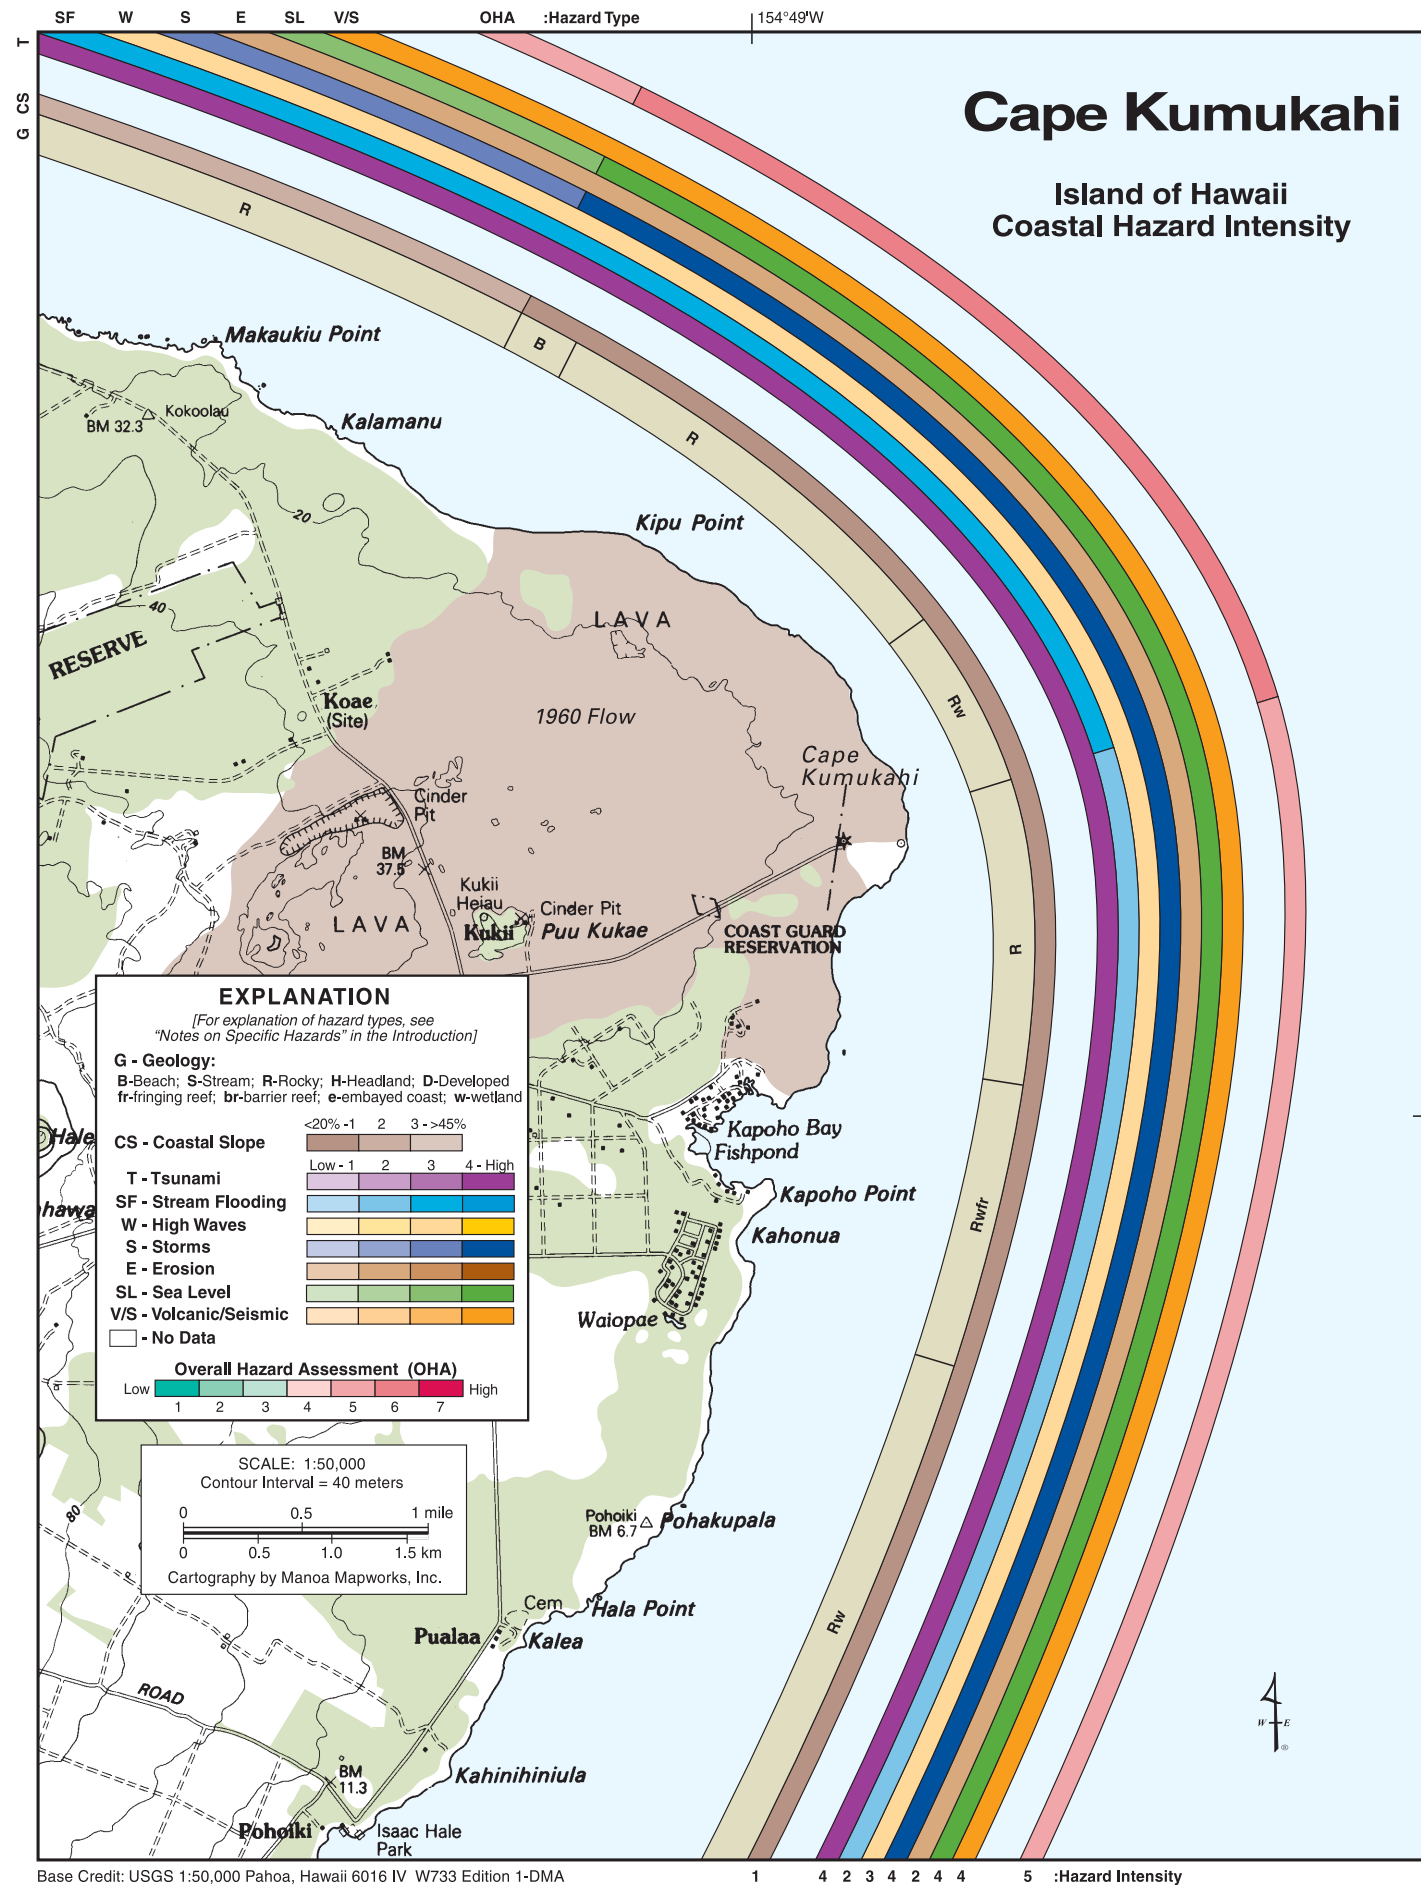 SF W S E SL V/S OHA :Hazard Type 154°49'W
T
CS
G
Cape Kumukahi
Island of Hawaii
Coastal Hazard Intensity
R
B
R
Rw
R
Rwfr
Rw
Makaukiu Point
Kokoolau
BM 32.3
Kalamanu
20
Kipu Point
40
LAVA
RESERVE
Koae
(Site)
1960 Flow
Cape
Kumukahi
Cinder
Pit
BM
37.5
Kukii
Heiau
Cinder Pit
LAVA
Kukii
Puu Kukae
COAST GUARD
RESERVATION
EXPLANATION
[For explanation of hazard types, see
“Notes on Specific Hazards” in the Introduction]
G - Geology:
B-Beach; S-Stream; R-Rocky; H-Headland; D-Developed
fr-fringing reef; br-barrier reef; e-embayed coast; w-wetland
<20% -1 2 3 - >45%
CS - Coastal Slope
Low - 1 2 3 4 - High
T - Tsunami
SF - Stream Flooding
W - High Waves
S - Storms
E - Erosion
SL - Sea Level
V/S - Volcanic/Seismic
- No Data
Overall Hazard Assessment (OHA)
Low High
1 2 3 4 5 6 7
Hale
hawa
Kapoho Bay
Fishpond
Kapoho Point
Kahonua
Waiopae
SCALE: 1:50,000
Contour Interval = 40 meters
0 0.5 1 mile
0 0.5 1.0 1.5 km
Cartography by Manoa Mapworks, Inc.
80
Pohoiki
BM 6.7
Pohakupala
Cem
Hala Point
Pualaa
Kalea
ROAD
Kahinihiniula
BM
11.3
Pohoiki
Isaac Hale
Park
W E
®
Base Credit: USGS 1:50,000 Pahoa, Hawaii 6016 IV W733 Edition 1-DMA
1 4 2 3 4 2 4 4 5 :Hazard Intensity